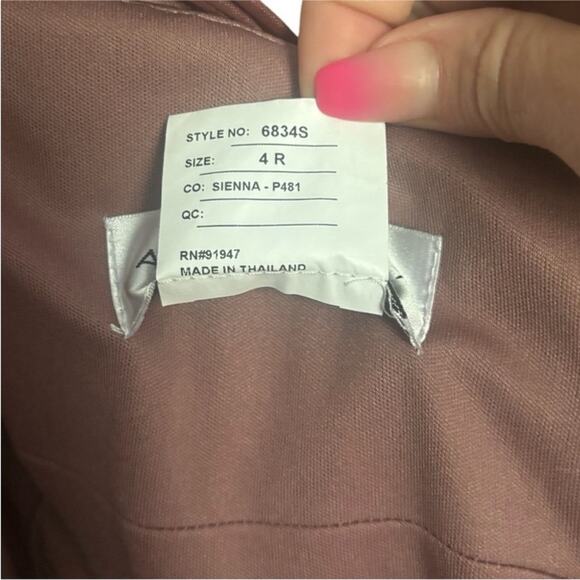 STYLE NO: 6834S
SIZE: 4 R
CO: SIENNA - P481
QC:
RN#91947
MADE IN THAILAND
A